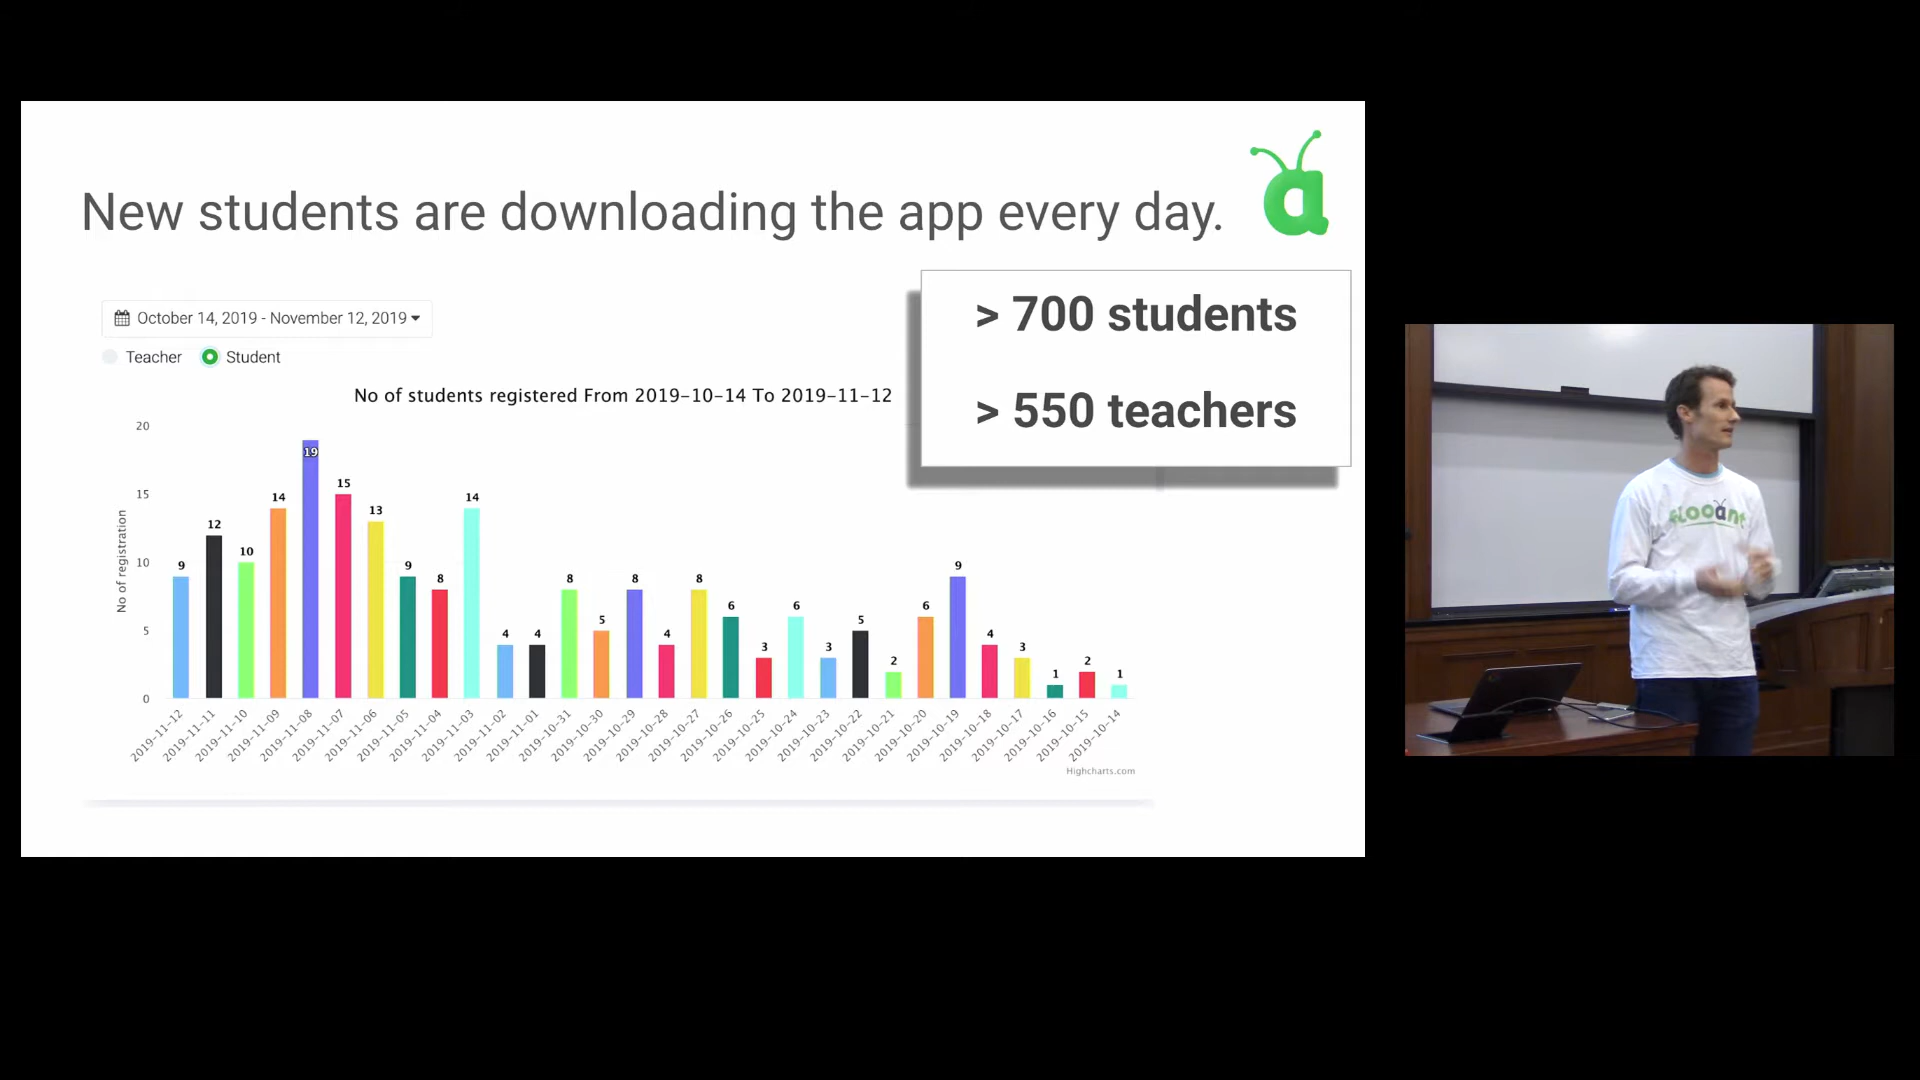 New students are downloading the app every day.
> 700 students
> 550 teachers
October 14, 2019 - November 12, 2019
Teacher Student
No of students registered From 2019-10-14 To 2019-11-12
No of registration
20
15
10
5
0
9 12 10 14 19 15 13 9 8 14 4 4 8 5 8 4 8 6 3 6 3 5 2 6 9 4 3 1 2 1
2019-11-12 2019-11-11 2019-11-10 2019-11-09 2019-11-08 2019-11-07 2019-11-06 2019-11-05 2019-11-04 2019-11-03 2019-11-02 2019-11-01 2019-10-31 2019-10-30 2019-10-29 2019-10-28 2019-10-27 2019-10-26 2019-10-25 2019-10-24 2019-10-23 2019-10-22 2019-10-21 2019-10-20 2019-10-19 2019-10-18 2019-10-17 2019-10-16 2019-10-15 2019-10-14
Highcharts.com